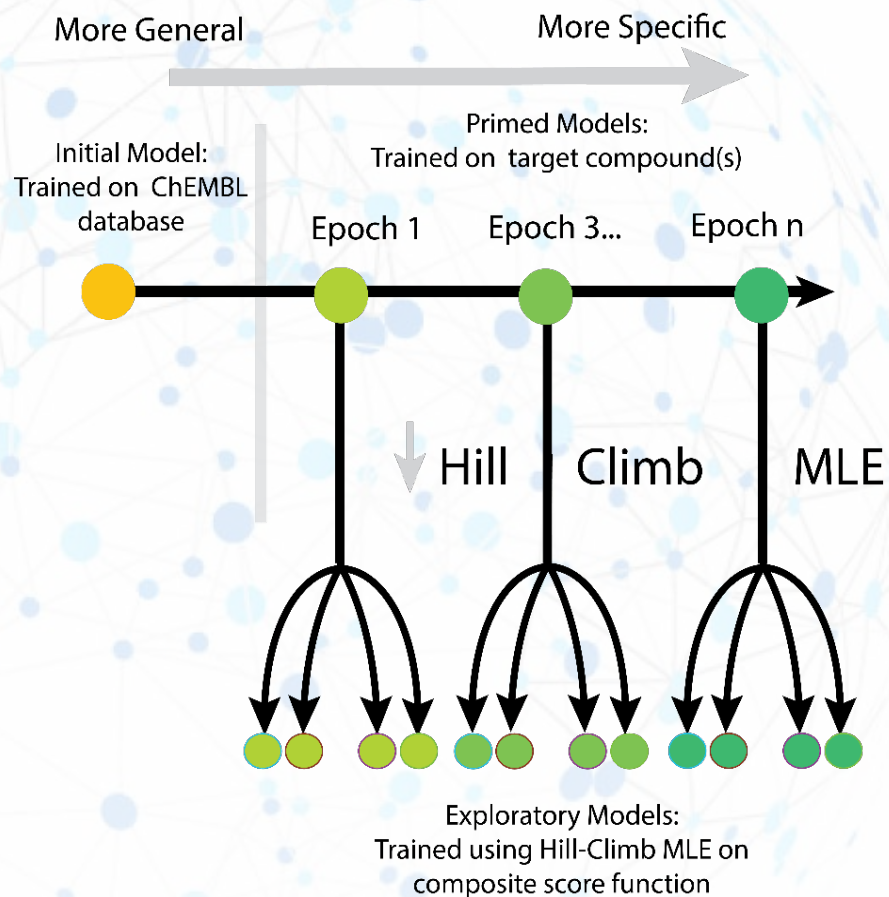 More General
More Specific
Initial Model:
Trained on ChEMBL
database
Primed Models:
Trained on target compound(s)
Epoch 1
Epoch 3...
Epoch n
Hill Climb MLE
Exploratory Models:
Trained using Hill-Climb MLE on
composite score function